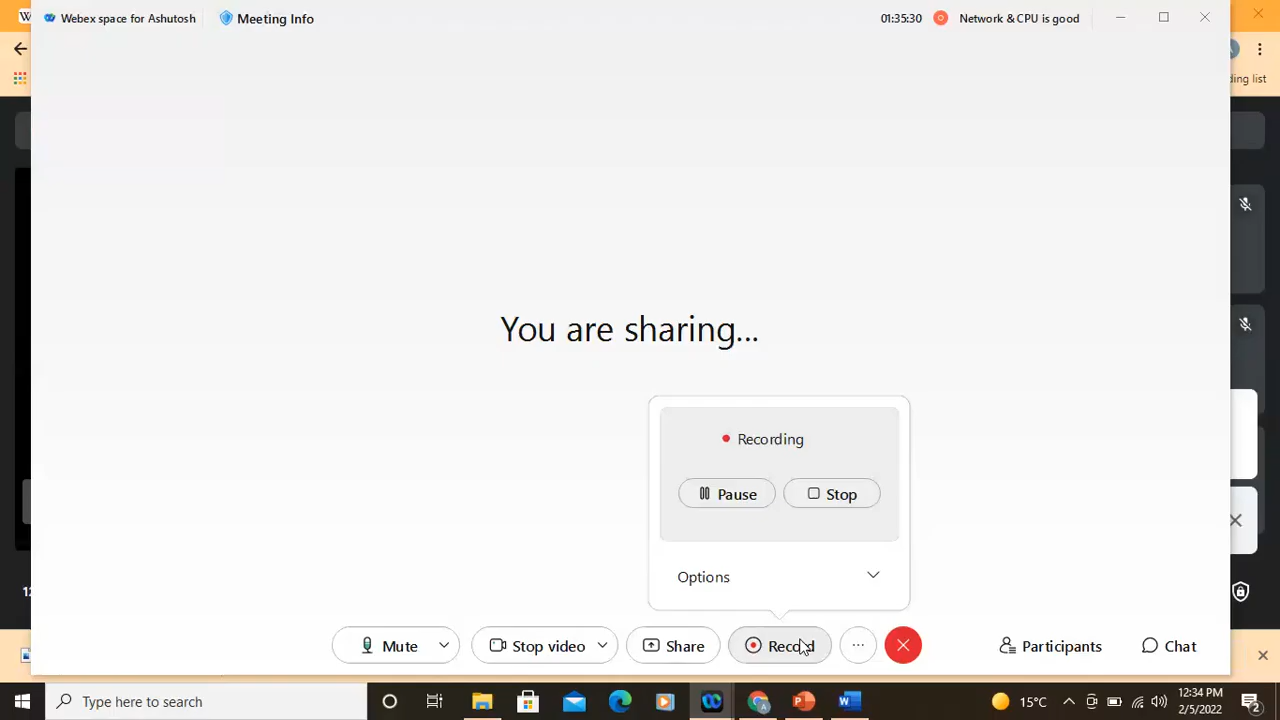 Webex space for Ashutosh
Meeting Info
01:35:30
Network & CPU is good
ding list
You are sharing...
Recording
Pause
Stop
Options
Mute
Stop video
Share
Record
Participants
Chat
Type here to search
15°C
12:34 PM
2/5/2022
2